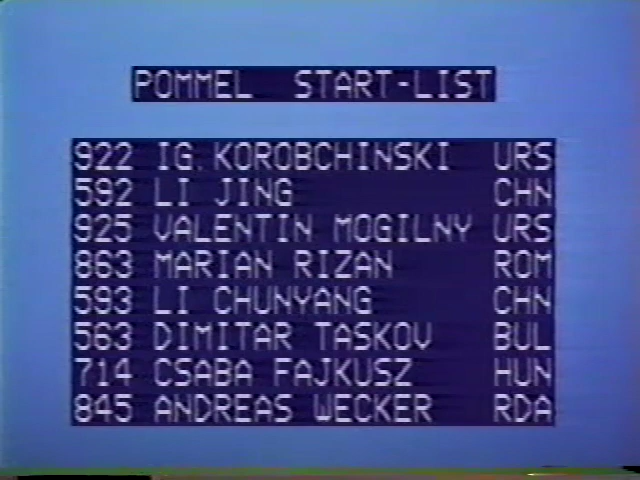 POMMEL START-LIST
922 IG.KOROBCHINSKI URS
592 LI JING CHN
925 VALENTIN MOGILNY URS
863 MARIAN RIZAN ROM
593 LI CHUNYANG CHN
563 DIMITAR TASKOV BUL
714 CSABA FAJKUSZ HUN
845 ANDREAS WECKER RDA